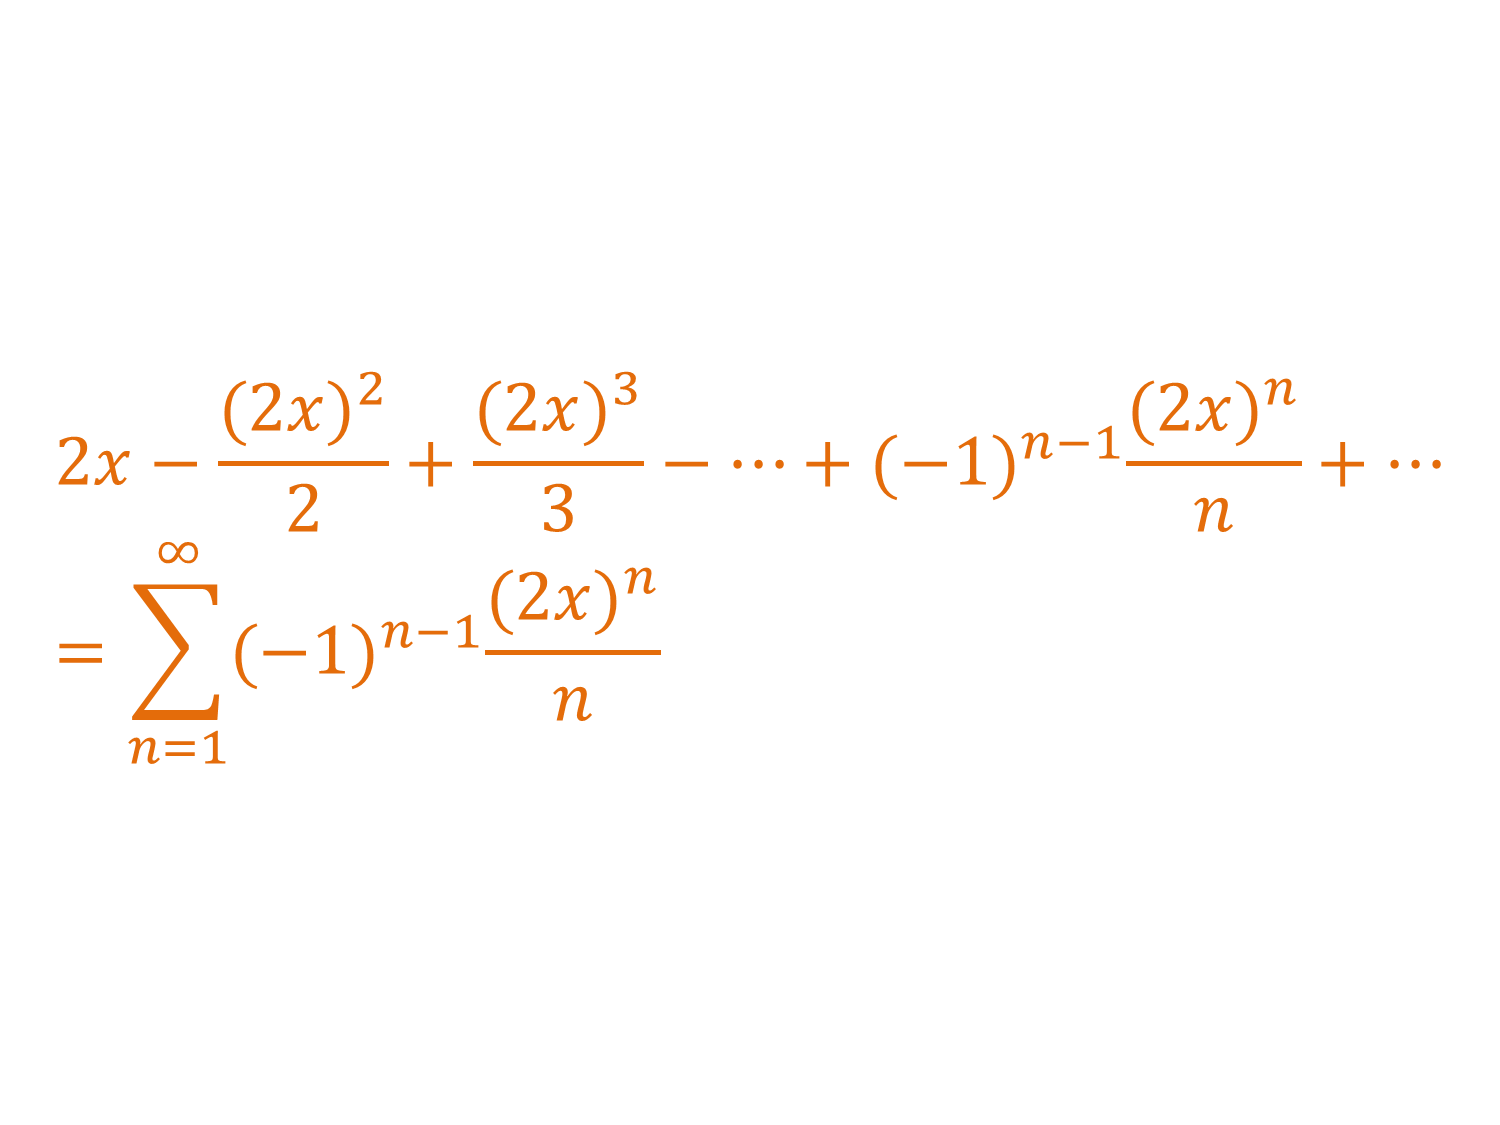 2x − (2x)²/2 + (2x)³/3 − ⋯ + (−1)ⁿ⁻¹ (2x)ⁿ/n + ⋯
= ∑_{n=1}^{∞} (−1)ⁿ⁻¹ (2x)ⁿ/n